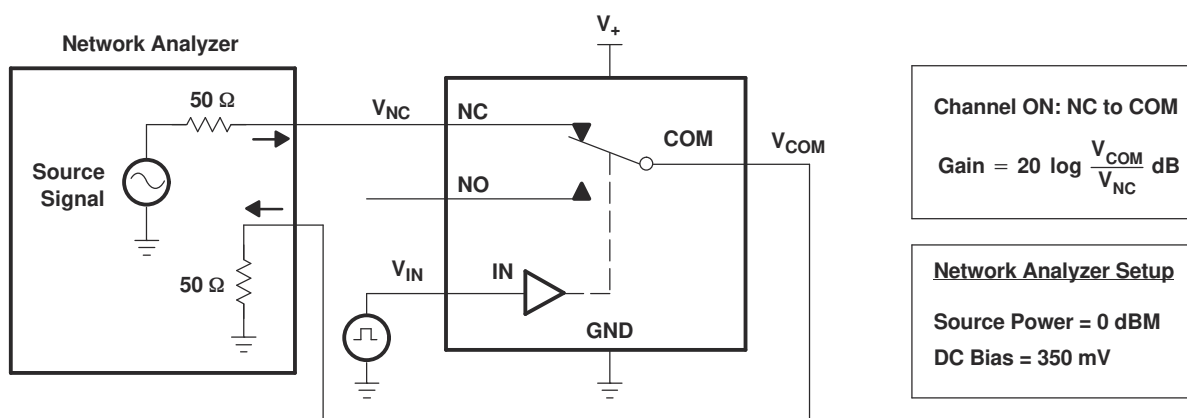 Network Analyzer
50 Ω
Source
Signal
50 Ω
V+
VNC
NC
COM
VCOM
NO
VIN
IN
GND
Channel ON: NC to COM
Gain = 20 log VCOM/VNC dB
Network Analyzer Setup
Source Power = 0 dBM
DC Bias = 350 mV